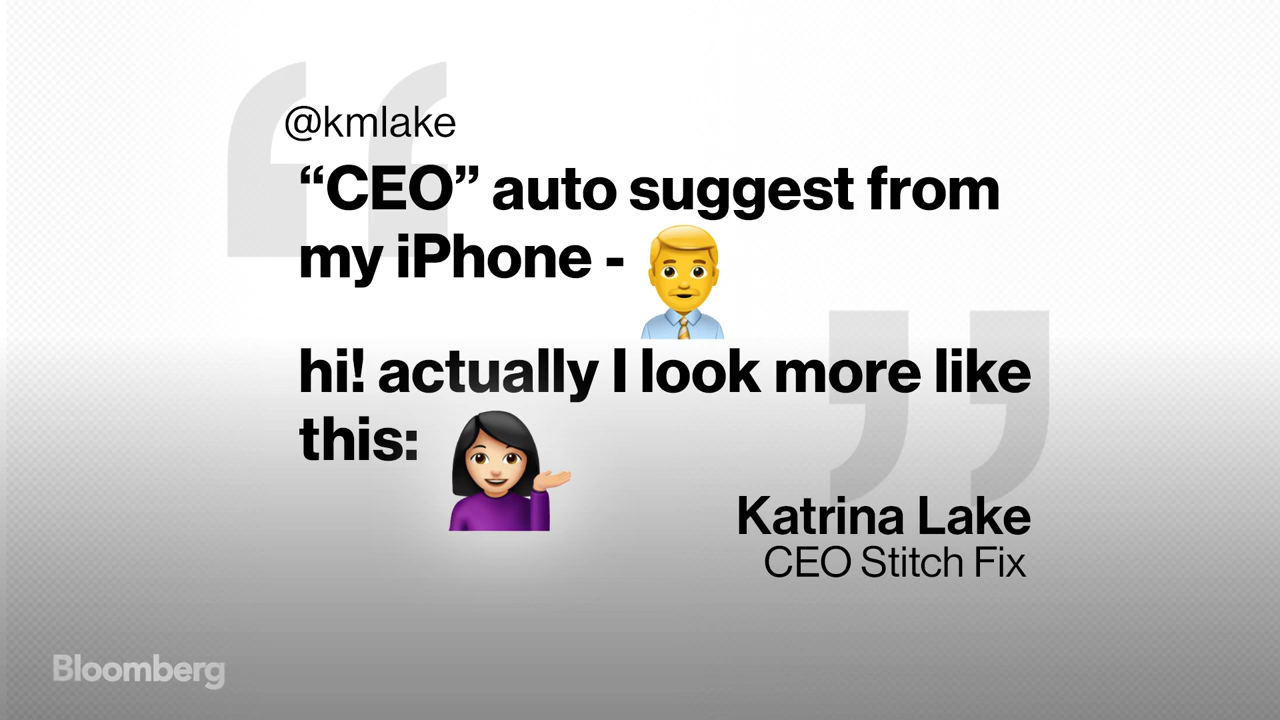 @kmlake
“CEO” auto suggest from
my iPhone - 👨‍💼
hi! actually I look more like
this: 💁🏻‍♀️
Katrina Lake
CEO Stitch Fix
Bloomberg